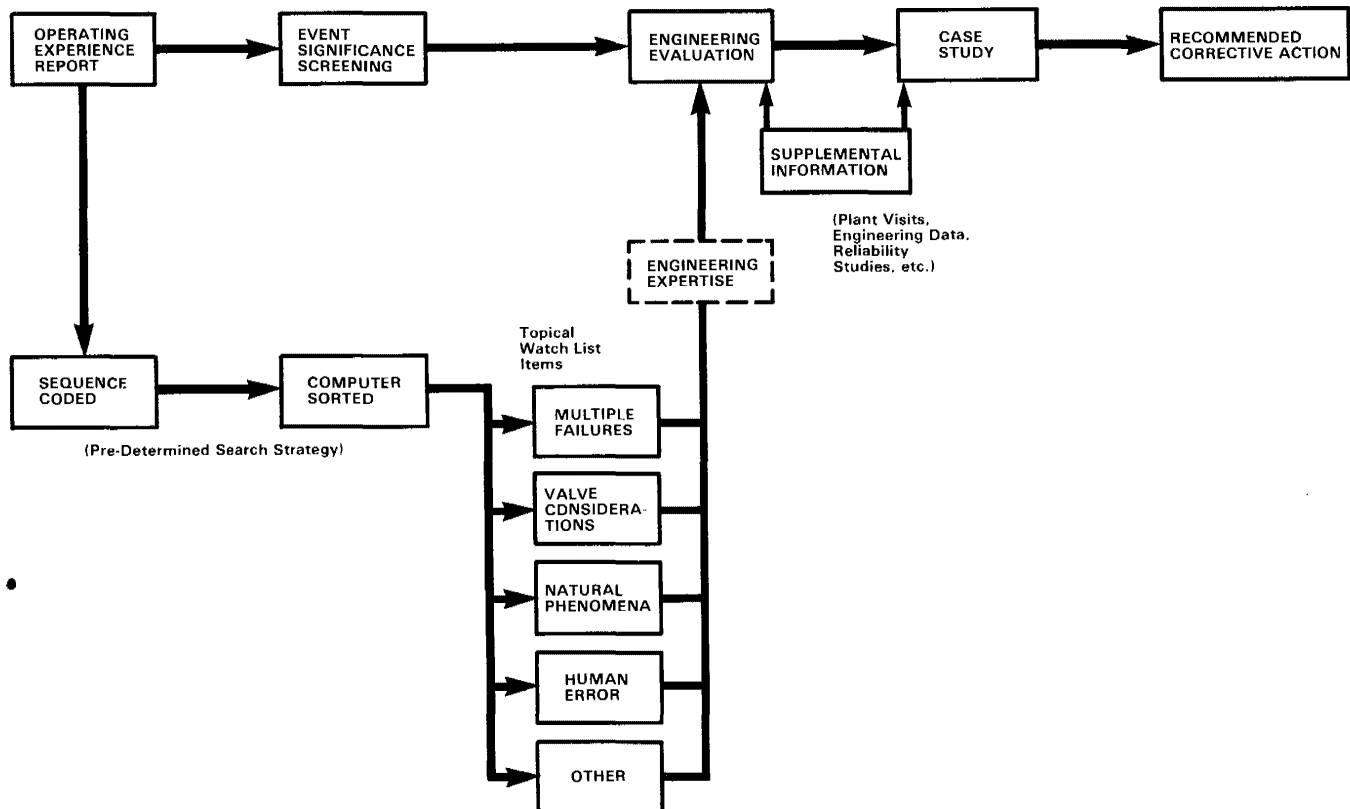 OPERATING
EXPERIENCE
REPORT
EVENT
SIGNIFICANCE
SCREENING
ENGINEERING
EVALUATION
CASE
STUDY
RECOMMENDED
CORRECTIVE ACTION
SUPPLEMENTAL
INFORMATION
(Plant Visits,
Engineering Data,
Reliability
Studies, etc.)
ENGINEERING
EXPERTISE
SEQUENCE
CODED
COMPUTER
SORTED
(Pre-Determined Search Strategy)
Topical
Watch List
Items
MULTIPLE
FAILURES
VALVE
CDNSIDERA-
TIONS
NATURAL
PHENOMENA
HUMAN
ERROR
OTHER